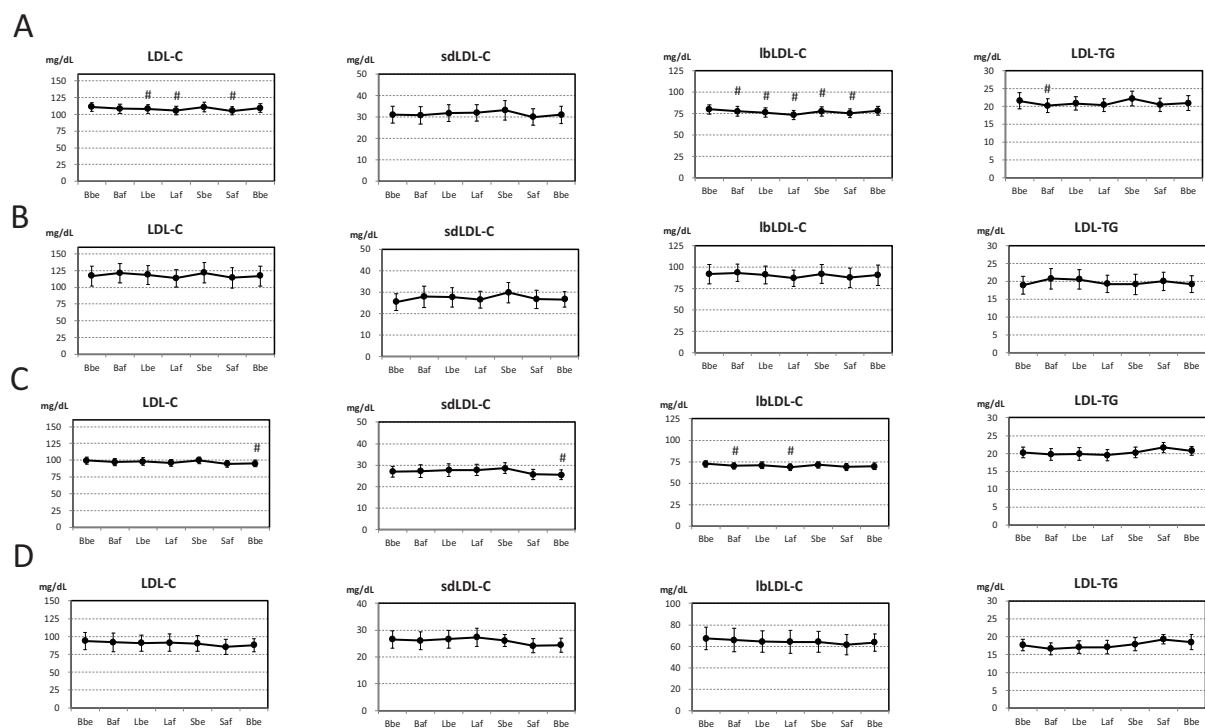 A
LDL-C
mg/dL
150
125
100
75
50
25
0
# # #
Bbe Baf Lbe Laf Sbe Saf Bbe
sdLDL-C
mg/dL
50
40
30
20
10
0
Bbe Baf Lbe Laf Sbe Saf Bbe
lbLDL-C
mg/dL
125
100
75
50
25
0
# # # # #
Bbe Baf Lbe Laf Sbe Saf Bbe
LDL-TG
mg/dL
30
25
20
15
10
5
0
#
Bbe Baf Lbe Laf Sbe Saf Bbe
B
LDL-C
mg/dL
150
125
100
75
50
25
0
Bbe Baf Lbe Laf Sbe Saf Bbe
sdLDL-C
mg/dL
50
40
30
20
10
0
Bbe Baf Lbe Laf Sbe Saf Bbe
lbLDL-C
mg/dL
125
100
75
50
25
0
Bbe Baf Lbe Laf Sbe Saf Bbe
LDL-TG
mg/dL
30
25
20
15
10
5
0
Bbe Baf Lbe Laf Sbe Saf Bbe
C
LDL-C
mg/dL
150
125
100
75
50
25
0
#
Bbe Baf Lbe Laf Sbe Saf Bbe
sdLDL-C
mg/dL
50
40
30
20
10
0
#
Bbe Baf Lbe Laf Sbe Saf Bbe
lbLDL-C
mg/dL
125
100
75
50
25
0
# #
Bbe Baf Lbe Laf Sbe Saf Bbe
LDL-TG
mg/dL
30
25
20
15
10
5
0
Bbe Baf Lbe Laf Sbe Saf Bbe
D
LDL-C
mg/dL
150
125
100
75
50
25
0
Bbe Baf Lbe Laf Sbe Saf Bbe
sdLDL-C
mg/dL
40
30
20
10
0
Bbe Baf Lbe Laf Sbe Saf Bbe
lbLDL-C
mg/dL
100
80
60
40
20
0
Bbe Baf Lbe Laf Sbe Saf Bbe
LDL-TG
mg/dL
30
25
20
15
10
5
0
Bbe Baf Lbe Laf Sbe Saf Bbe